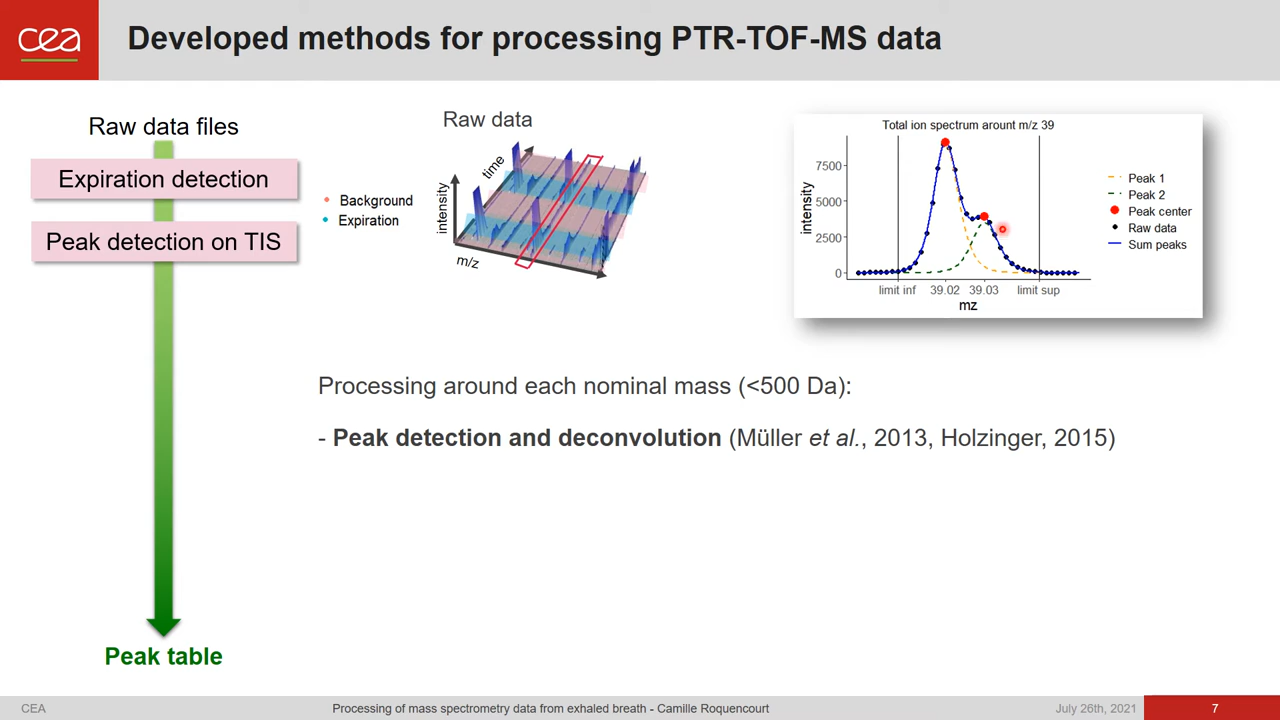 cea
Developed methods for processing PTR-TOF-MS data
Raw data files
Expiration detection
Peak detection on TIS
Peak table
Raw data
Background
Expiration
intensity
time
m/z
Total ion spectrum arount m/z 39
intensity
7500
5000
2500
0
limit inf 39.02 39.03 limit sup
mz
Peak 1
Peak 2
Peak center
Raw data
Sum peaks
Processing around each nominal mass (<500 Da):
- Peak detection and deconvolution (Müller et al., 2013, Holzinger, 2015)
CEA
Processing of mass spectrometry data from exhaled breath - Camille Roquencourt
July 26th, 2021
7